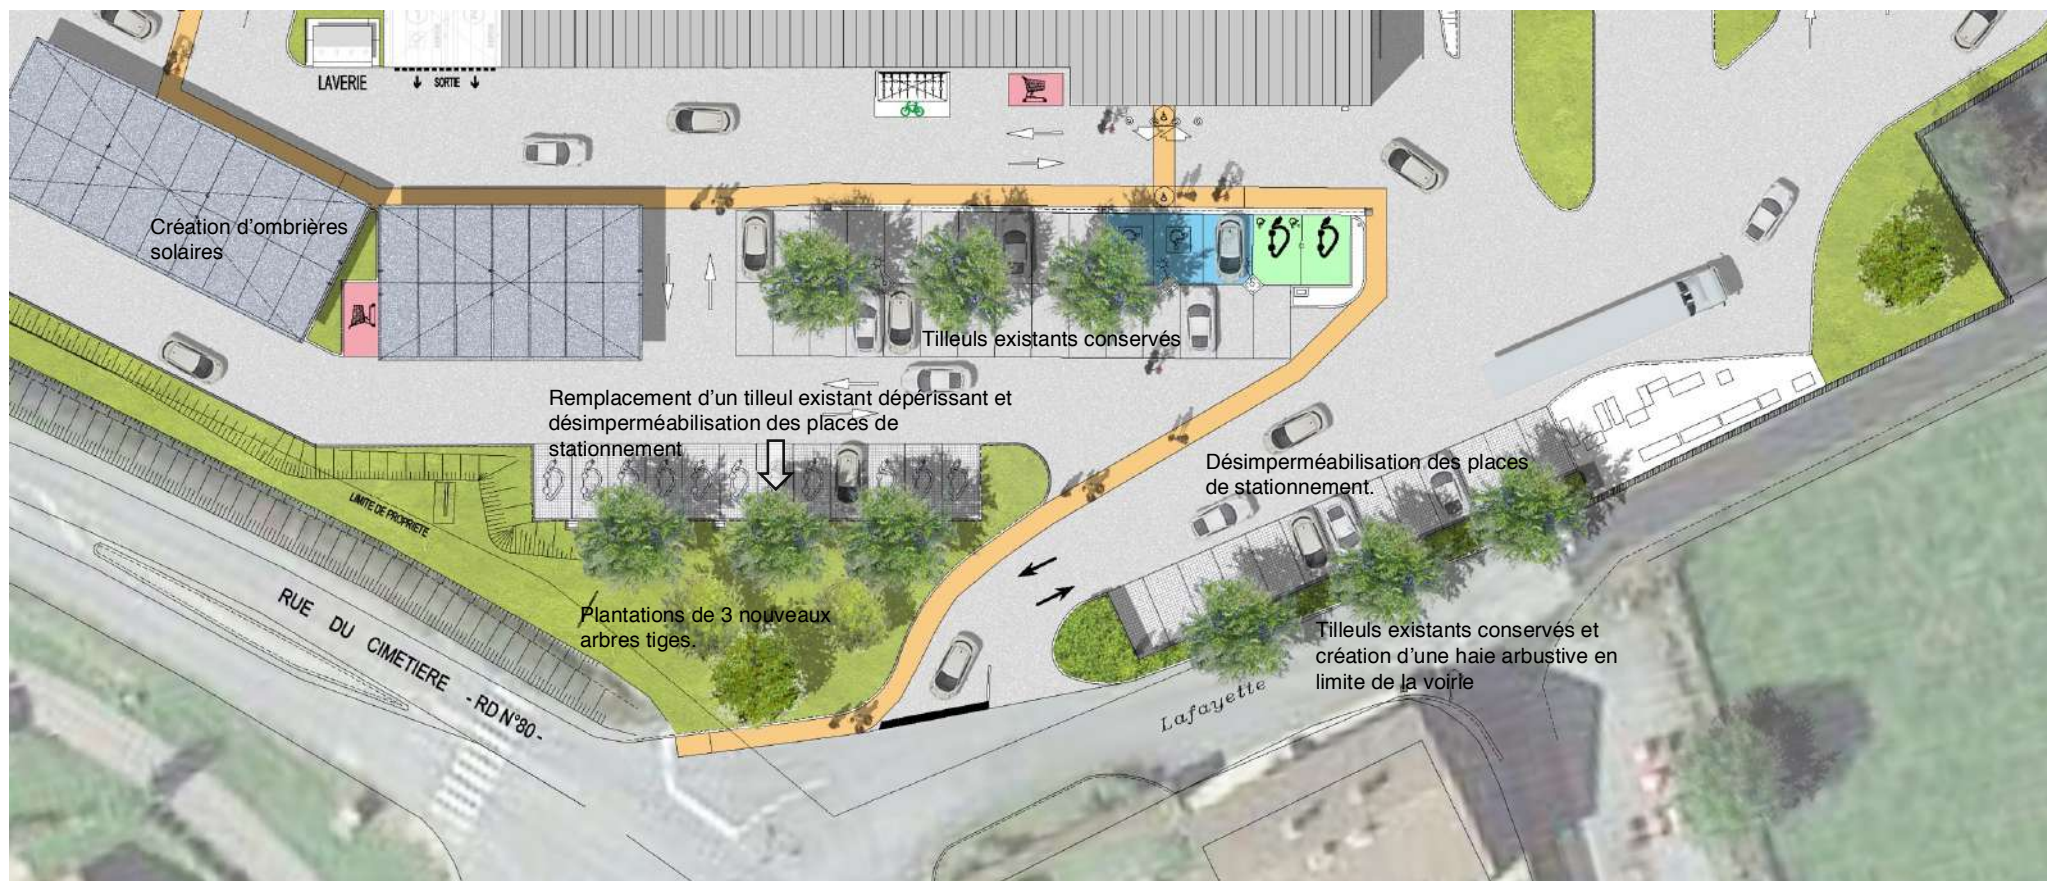 LAVERIE
SORTIE
Création d'ombrières
solaires
Tilleuls existants conservés
Remplacement d'un tilleul existant dépérissant et
désimperméabilisation des places de
stationnement
Désimperméabilisation des places
de stationnement.
LIMITE DE PROPRIETE
Plantations de 3 nouveaux
arbres tiges.
Tilleuls existants conservés et
création d'une haie arbustive en
limite de la voirie
RUE DU CIMETIERE -RD N°80-
Lafayette